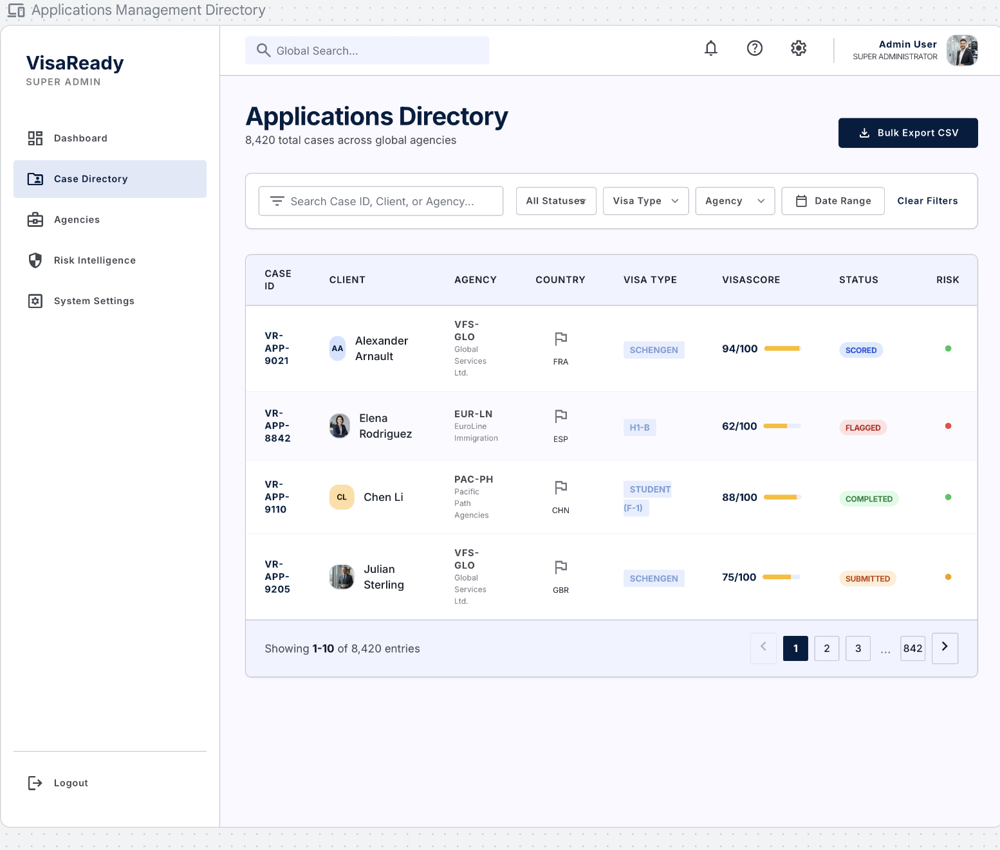 Applications Management Directory
VisaReady
SUPER ADMIN
Dashboard
Case Directory
Agencies
Risk Intelligence
System Settings
Logout
Global Search...
Admin User
SUPER ADMINISTRATOR
Applications Directory
8,420 total cases across global agencies
Bulk Export CSV
Search Case ID, Client, or Agency...
All Statuses
Visa Type
Agency
Date Range
Clear Filters
CASE
ID
CLIENT
AGENCY
COUNTRY
VISA TYPE
VISASCORE
STATUS
RISK
VR-
APP-
9021
AA
Alexander
Arnault
VFS-
GLO
Global
Services
Ltd.
FRA
SCHENGEN
94/100
SCORED
VR-
APP-
8842
Elena
Rodriguez
EUR-LN
EuroLine
Immigration
ESP
H1-B
62/100
FLAGGED
VR-
APP-
9110
CL
Chen Li
PAC-PH
Pacific
Path
Agencies
CHN
STUDENT
(F-1)
88/100
COMPLETED
VR-
APP-
9205
Julian
Sterling
VFS-
GLO
Global
Services
Ltd.
GBR
SCHENGEN
75/100
SUBMITTED
Showing 1-10 of 8,420 entries
1
2
3
...
842